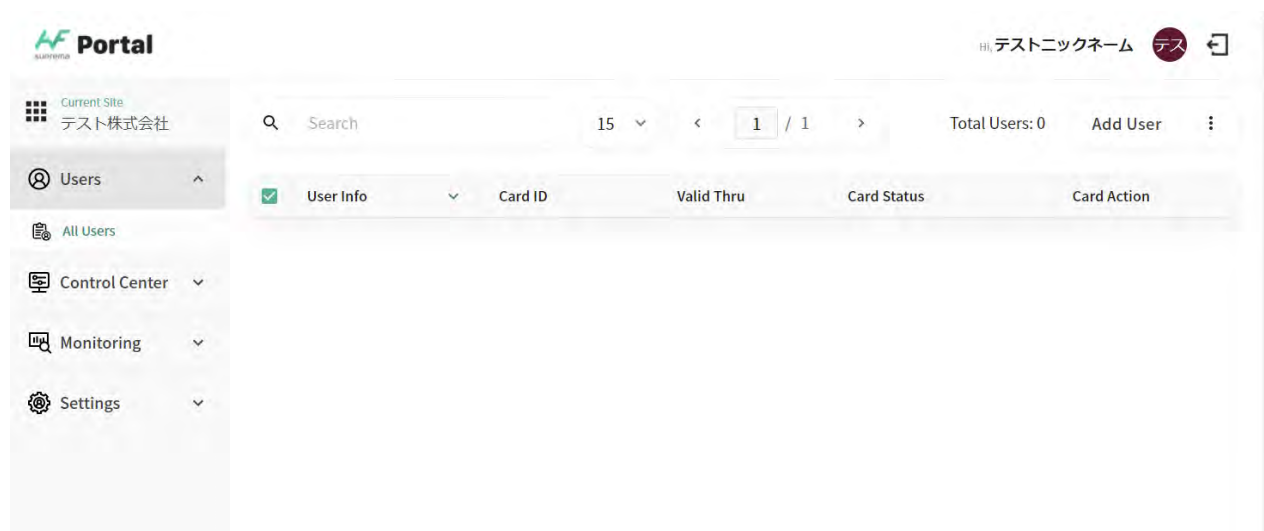 AF Portal
suprema
Hi, テストニックネーム テス
Current Site
テスト株式会社
Search 15 1 / 1 Total Users: 0 Add User
Users
User Info Card ID Valid Thru Card Status Card Action
All Users
Control Center
Monitoring
Settings